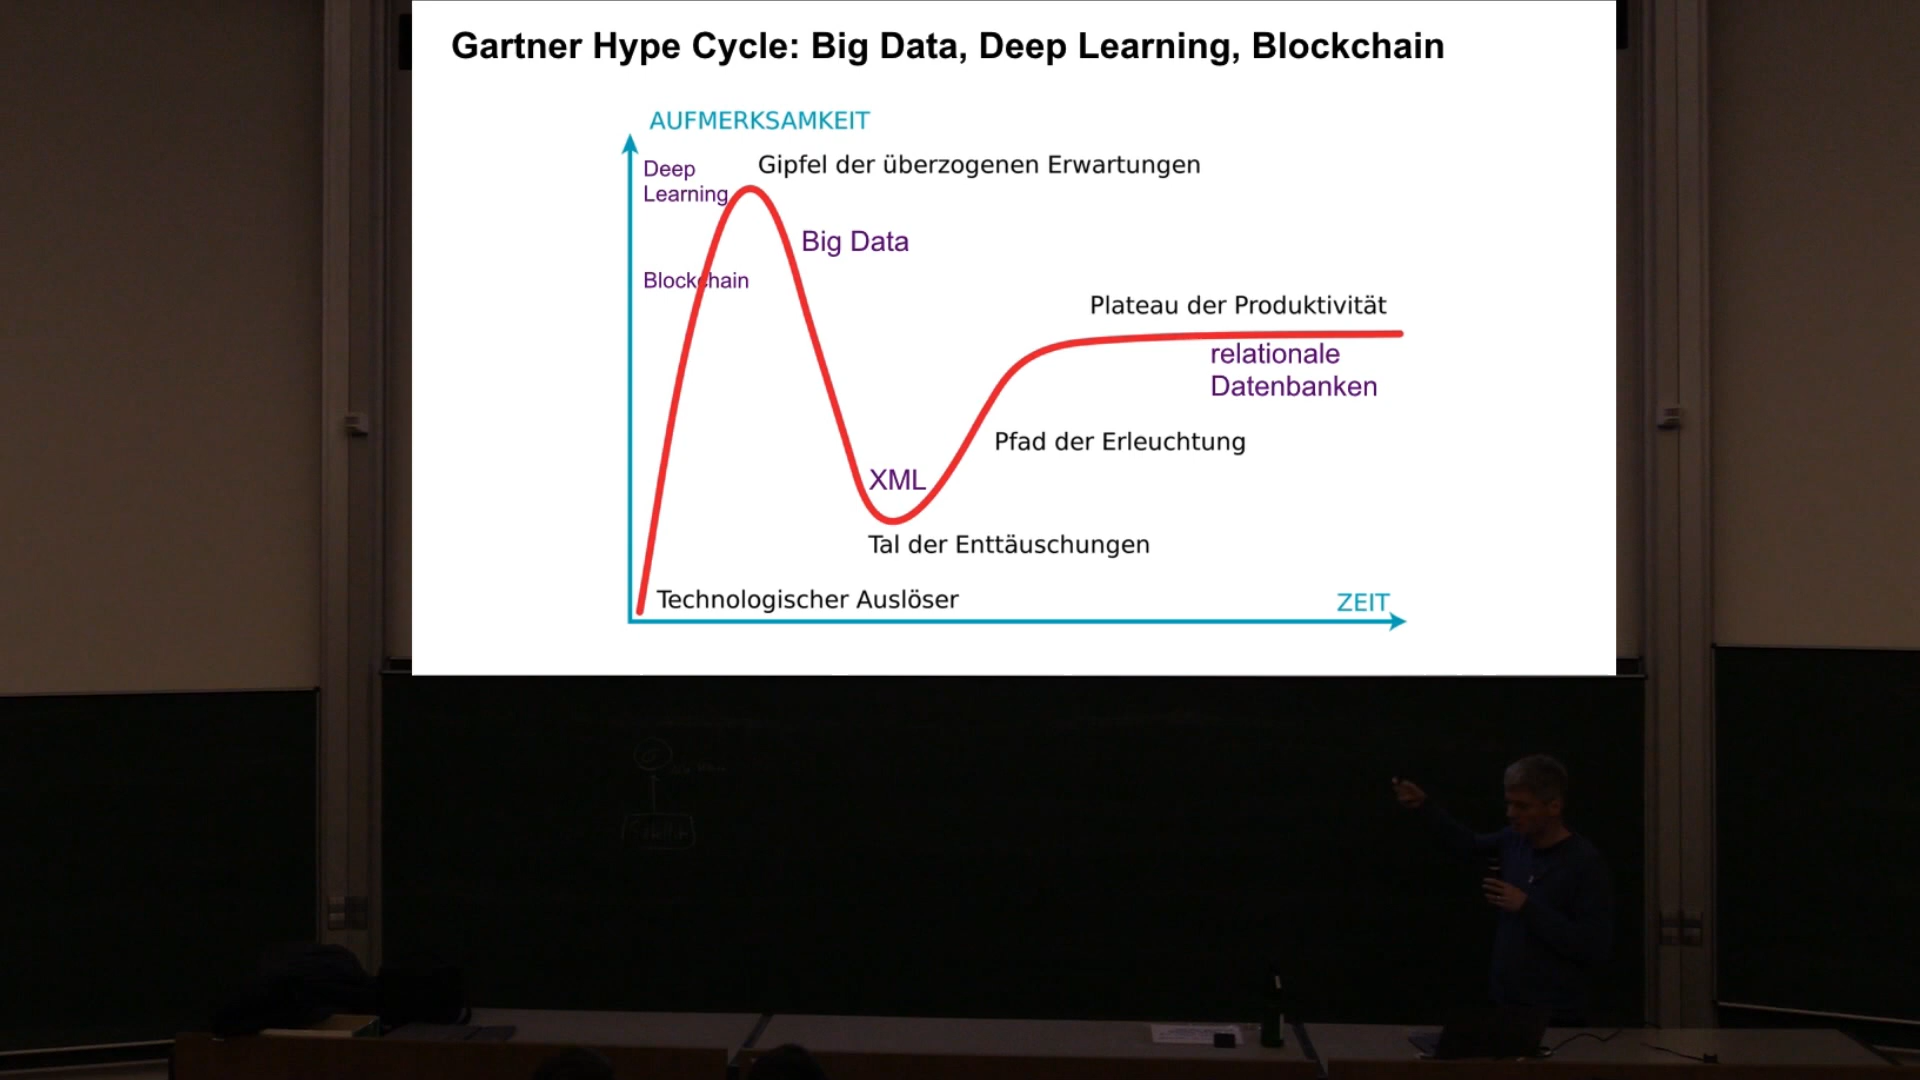 Gartner Hype Cycle: Big Data, Deep Learning, Blockchain
AUFMERKSAMKEIT
Gipfel der überzogenen Erwartungen
Deep
Learning
Big Data
Blockchain
Plateau der Produktivität
relationale
Datenbanken
Pfad der Erleuchtung
XML
Tal der Enttäuschungen
Technologischer Auslöser
ZEIT